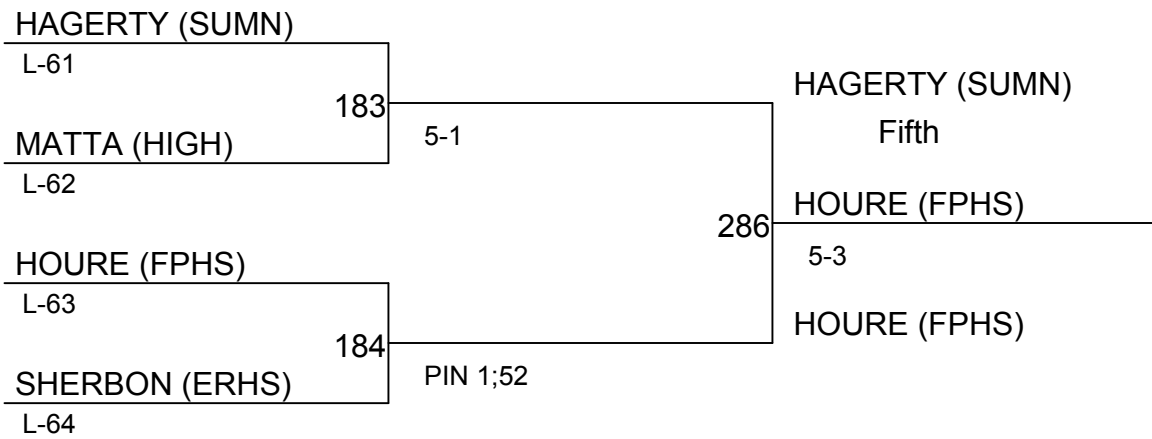 HAGERTY (SUMN)
L-61
183
MATTA (HIGH)
L-62
5-1
HOURE (FPHS)
L-63
184
SHERBON (ERHS)
L-64
PIN 1;52
286
HAGERTY (SUMN)
Fifth
HOURE (FPHS)
5-3
HOURE (FPHS)